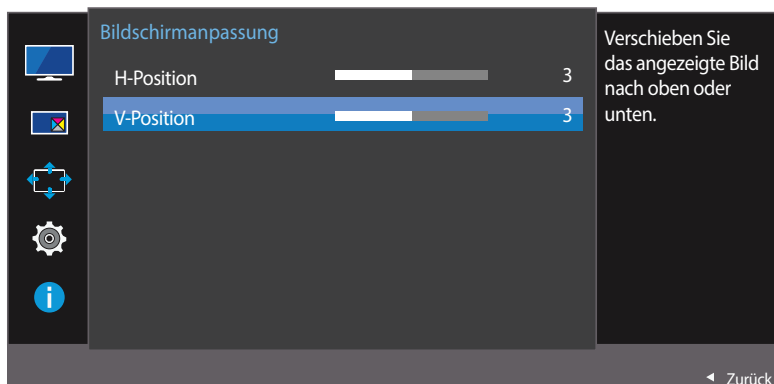 Bildschirmanpassung
H-Position 3
V-Position 3
Verschieben Sie
das angezeigte Bild
nach oben oder
unten.
Zurück